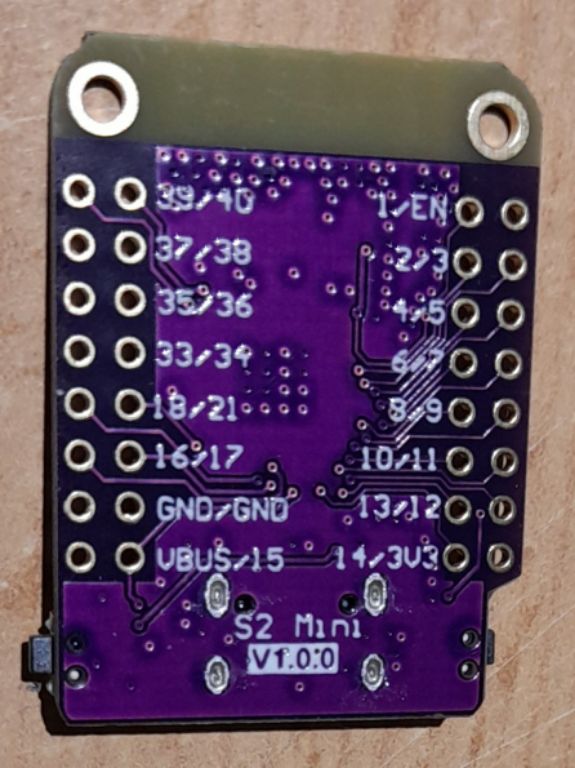 39/40 1/EN
37/38 2/3
35/36 4/5
33/34 6/7
18/21 8/9
16/17 10/11
GND/GND 13/12
VBUS/15 14/3V3
S2 Mini
V1.0.0